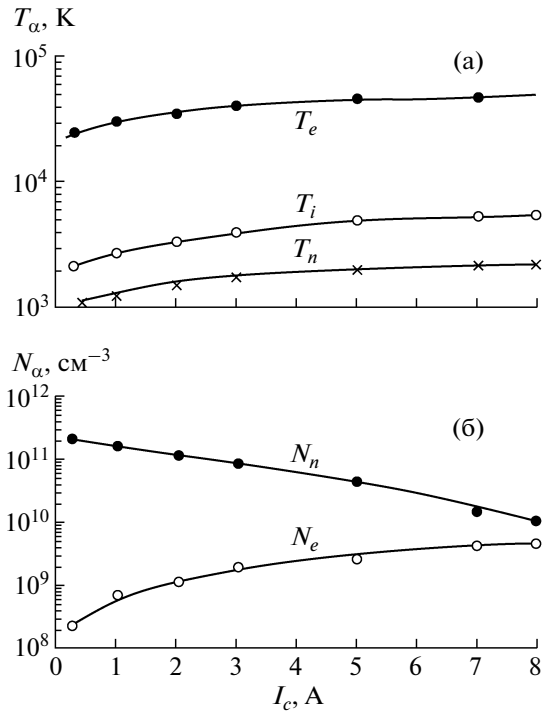 T_α, K
10^5
(а)
T_e
10^4
T_i
T_n
10^3
N_α, см^−3
10^12
(б)
10^11
N_n
10^10
N_e
10^9
10^8
0 1 2 3 4 5 6 7 8
I_c, А